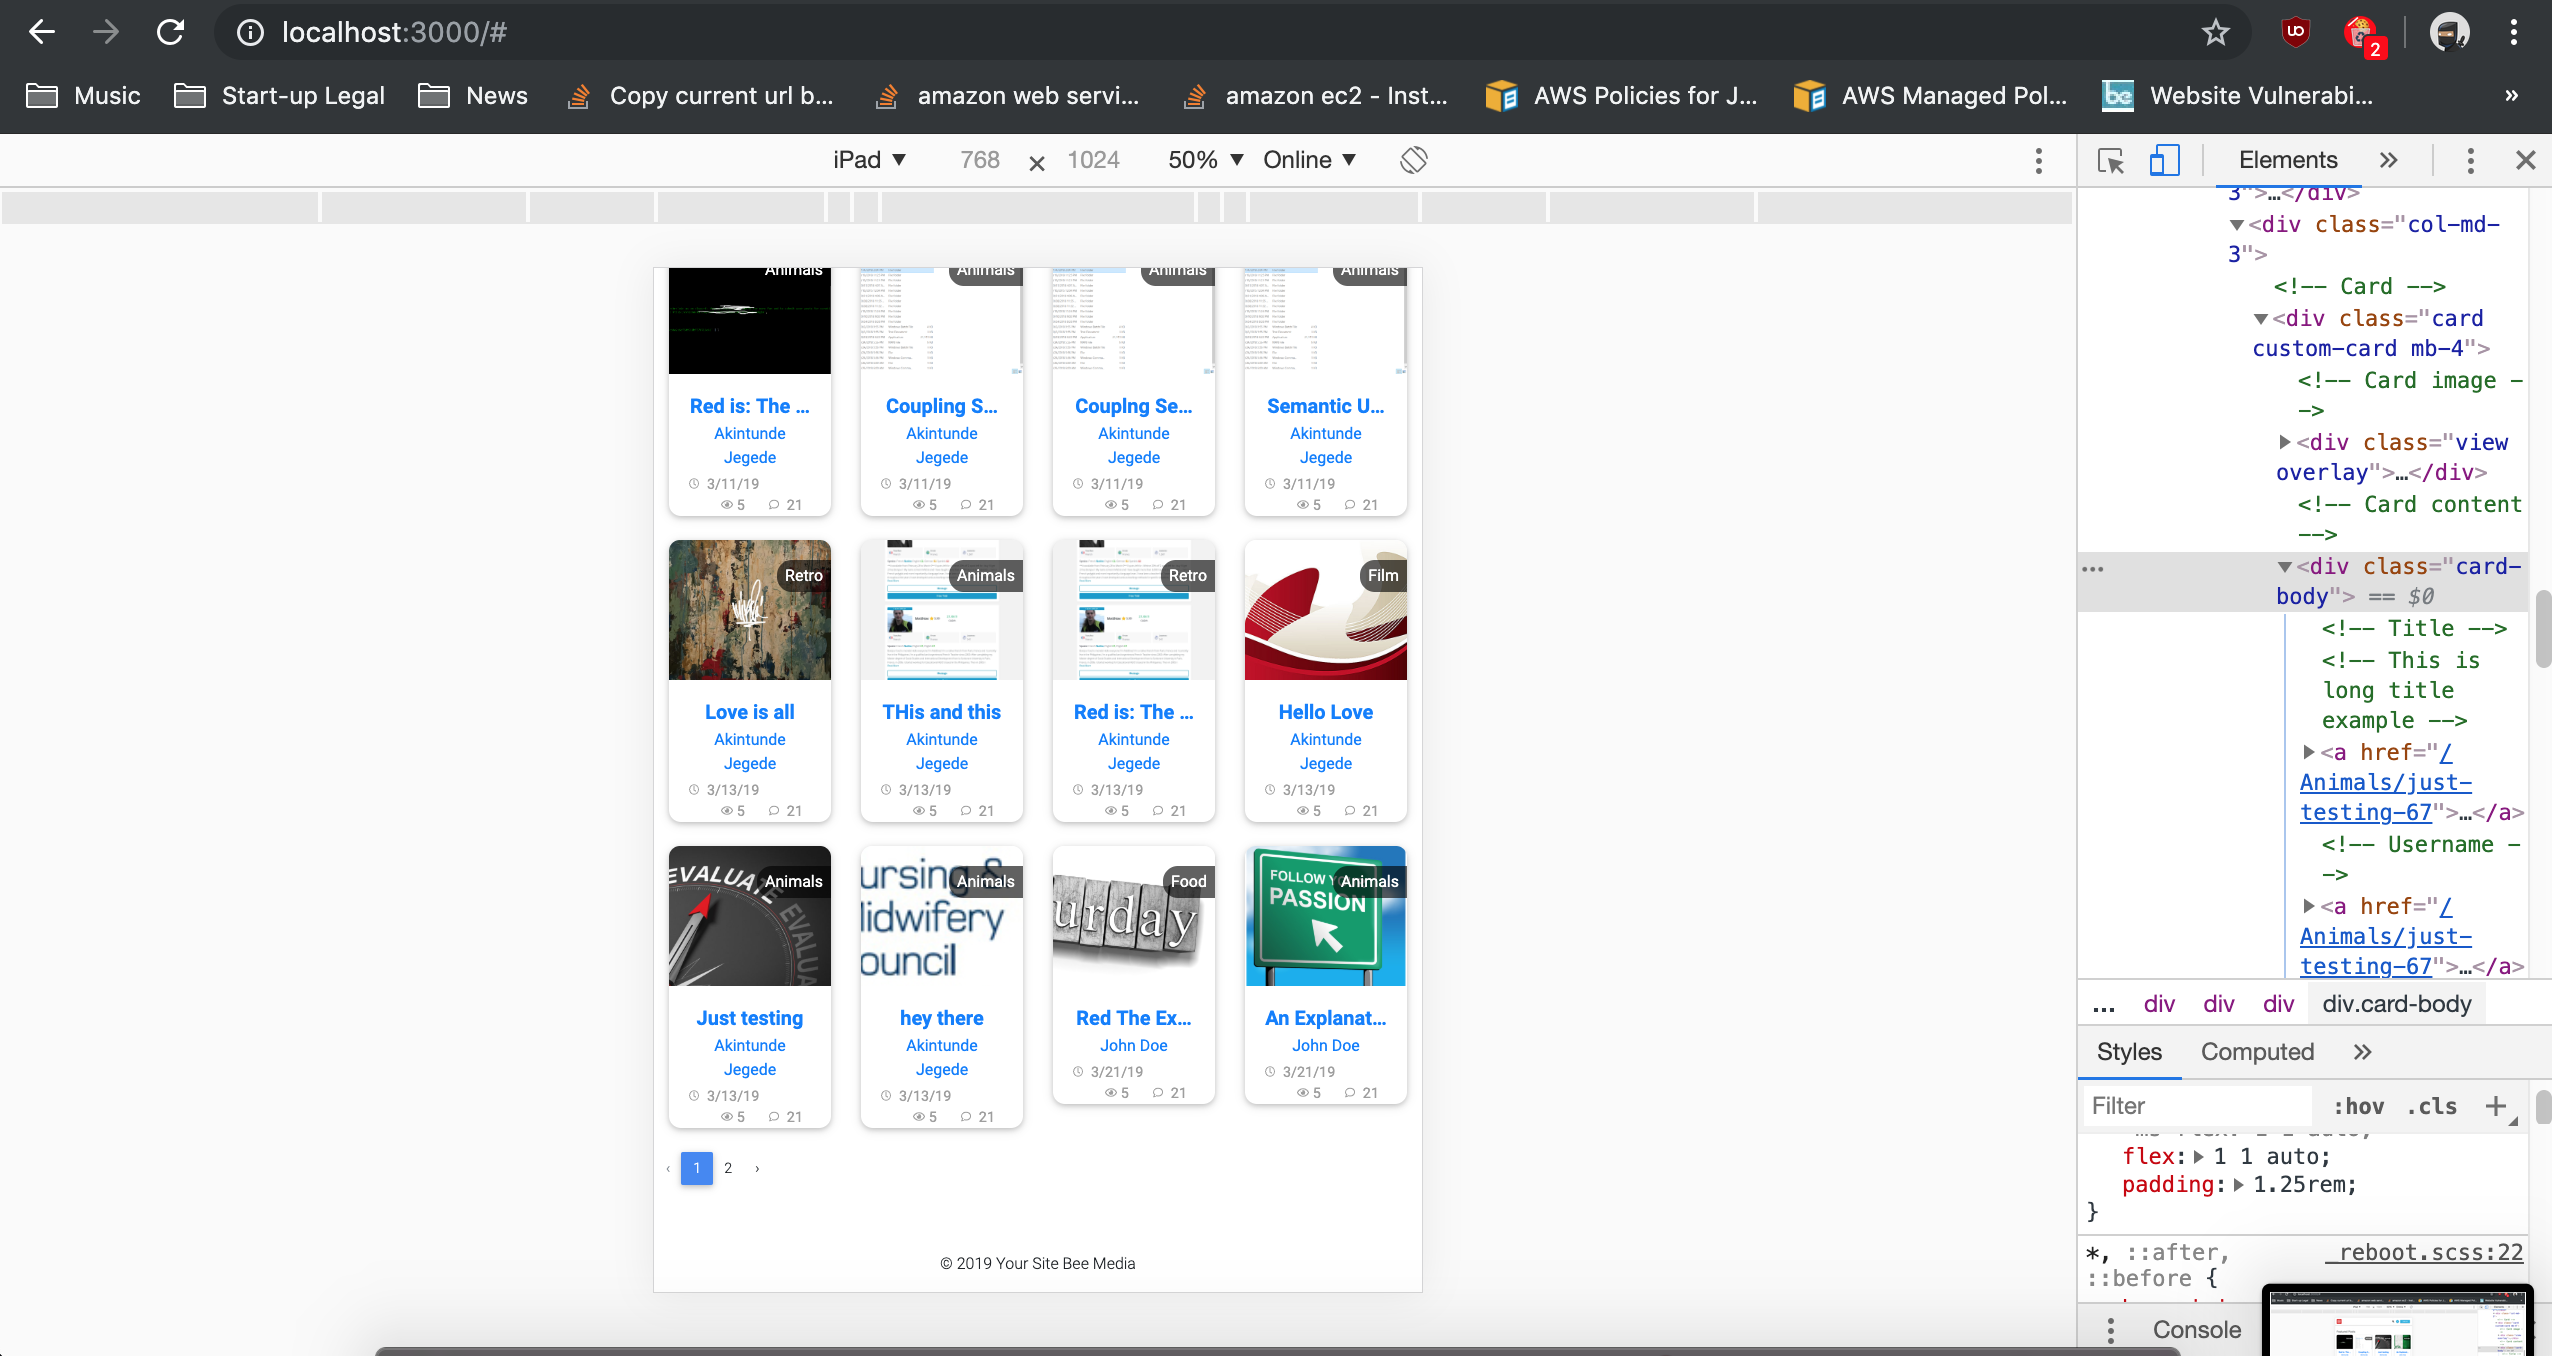 localhost:3000/#
2
Music
Start-up Legal
News
Copy current url b...
amazon web servi...
amazon ec2 - Inst...
AWS Policies for J...
AWS Managed Pol...
be Website Vulnerabi...
»
iPad ▼ 768 × 1024 50% ▼ Online ▼
Elements »
Animals Animals Animals Animals
Red is: The ... Coupling S... Couplng Se... Semantic U...
Akintunde Akintunde Akintunde Akintunde
Jegede Jegede Jegede Jegede
3/11/19 3/11/19 3/11/19 3/11/19
5 21 5 21 5 21 5 21
Retro Animals Retro Film
Love is all THis and this Red is: The ... Hello Love
Akintunde Akintunde Akintunde Akintunde
Jegede Jegede Jegede Jegede
3/13/19 3/13/19 3/13/19 3/13/19
5 21 5 21 5 21 5 21
Animals Animals Food Animals
EVALUATE EVALUA
ursing &
lidwifery
ouncil
urday
FOLLOW Y
PASSION
Just testing hey there Red The Ex... An Explanat...
Akintunde Akintunde John Doe John Doe
Jegede Jegede
3/13/19 3/13/19 3/21/19 3/21/19
5 21 5 21 5 21 5 21
‹ 1 2 ›
© 2019 Your Site Bee Media
3">…</div>
▼<div class="col-md-
3">
<!-- Card -->
▼<div class="card
custom-card mb-4">
<!-- Card image -
->
▶<div class="view
overlay">…</div>
<!-- Card content
-->
… ▼<div class="card-
body"> == $0
<!-- Title -->
<!-- This is
long title
example -->
▶<a href="/
Animals/just-
testing-67">…</a>
<!-- Username -
->
▶<a href="/
Animals/just-
testing-67">…</a>
... div div div div.card-body
Styles Computed »
Filter :hov .cls +
-ms-flex: 1 1 auto;
flex:▶ 1 1 auto;
padding:▶ 1.25rem;
}
*, ::after, _reboot.scss:22
::before {
Console